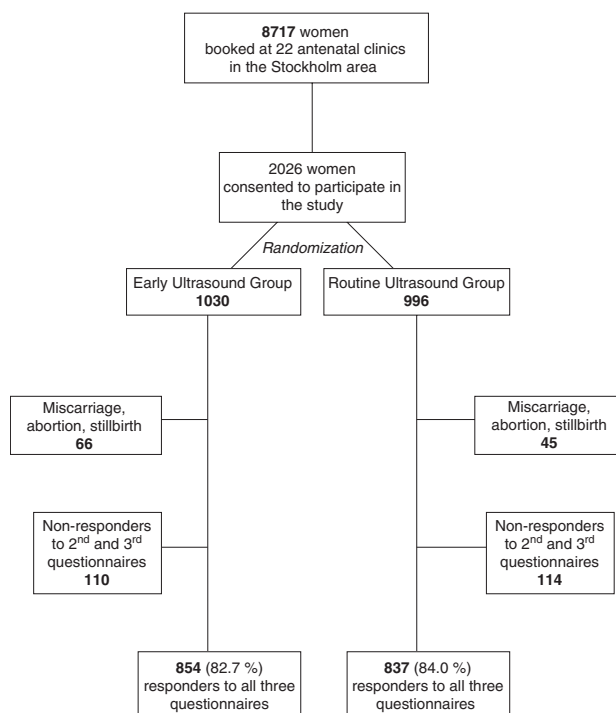 8717 women
booked at 22 antenatal clinics
in the Stockholm area
2026 women
consented to participate in
the study
Randomization
Early Ultrasound Group
1030
Routine Ultrasound Group
996
Miscarriage,
abortion, stillbirth
66
Miscarriage,
abortion, stillbirth
45
Non-responders
to 2nd and 3rd
questionnaires
110
Non-responders
to 2nd and 3rd
questionnaires
114
854 (82.7 %)
responders to all three
questionnaires
837 (84.0 %)
responders to all three
questionnaires